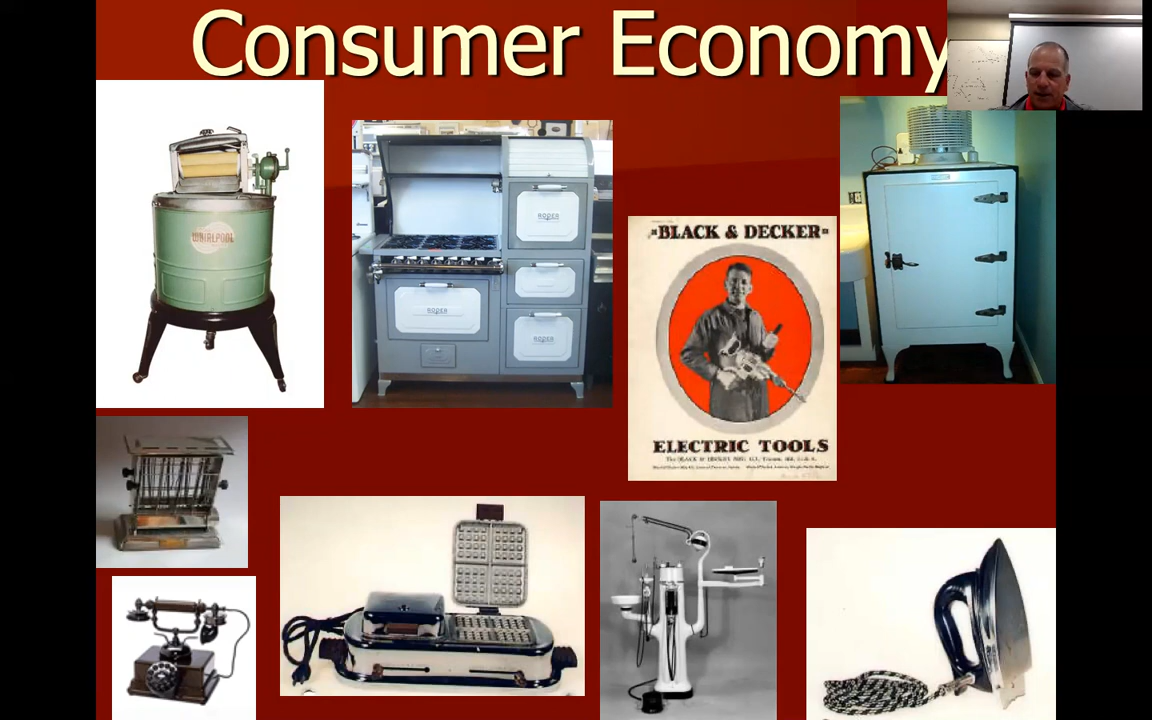 Consumer Economy
WHIRLPOOL
"BLACK & DECKER"
ELECTRIC TOOLS